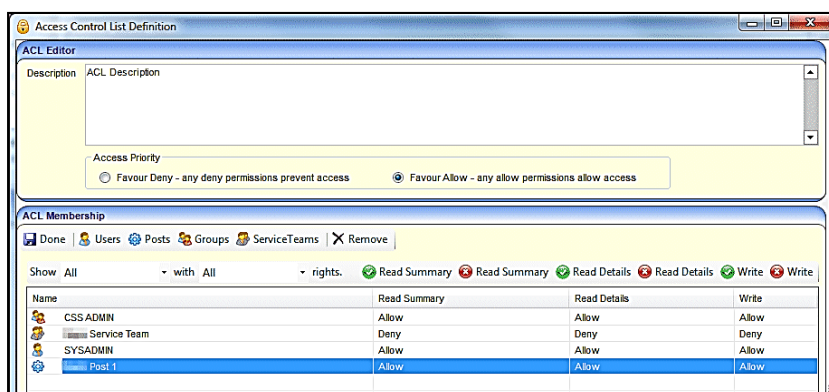 Access Control List Definition
ACL Editor
Description ACL Description
Access Priority
Favour Deny - any deny permissions prevent access Favour Allow - any allow permissions allow access
ACL Membership
Done Users Posts Groups ServiceTeams Remove
Show All with All rights. Read Summary Read Summary Read Details Read Details Write Write
Name Read Summary Read Details Write
CSS ADMIN Allow Allow Allow
Service Team Deny Deny Deny
SYSADMIN Allow Allow Allow
Post 1 Allow Allow Allow